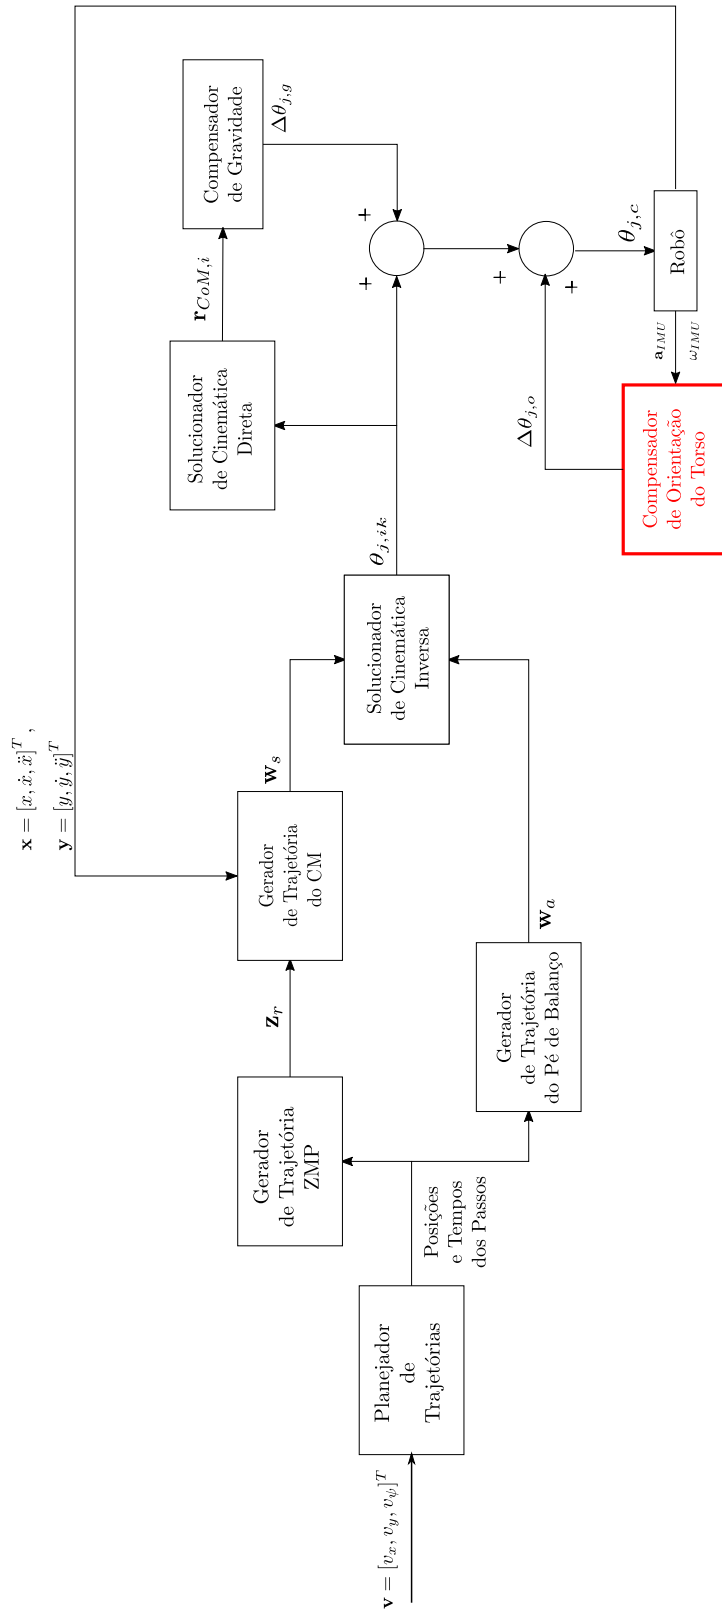 𝐯 = [v_x, v_y, v_ψ]^T
Planejador
de
Trajetórias
Posições
e Tempos
dos Passos
Gerador
de Trajetória
ZMP
𝐳_r
Gerador
de Trajetória
do Pé de Balanço
𝐰_a
𝐱 = [x, ẋ, ẍ]^T ,
𝐲 = [y, ẏ, ÿ]^T
Gerador
de Trajetória
do CM
𝐰_s
Solucionador
de Cinemática
Inversa
θ_{j,ik}
Solucionador
de Cinemática
Direta
𝐫_{CoM,i}
Compensador
de Gravidade
Δθ_{j,g}
+
+
+
+
Compensador
de Orientação
do Torso
Δθ_{j,o}
𝐚_{IMU}
ω_{IMU}
Robô
θ_{j,c}